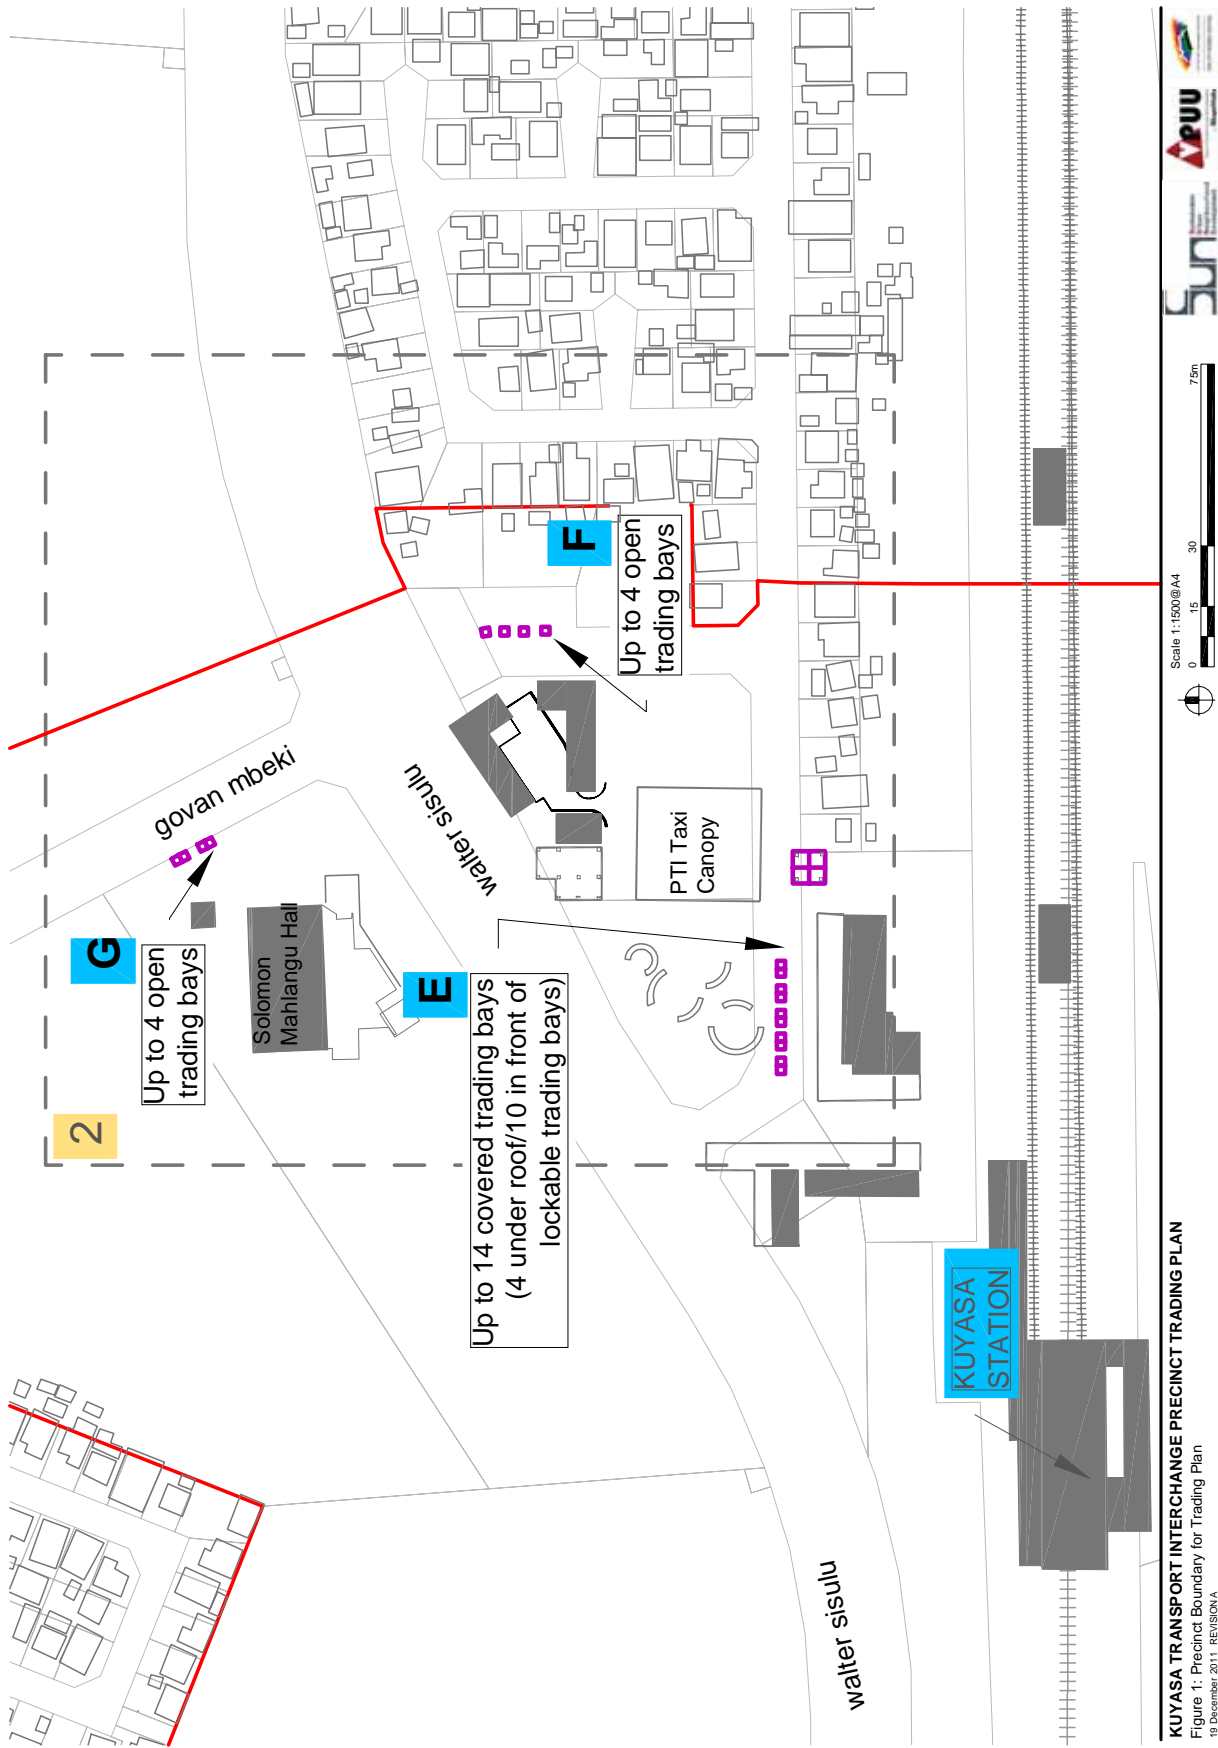 2
G
Up to 4 open
trading bays
govan mbeki
Solomon
Mahlangu Hall
E
Up to 14 covered trading bays
(4 under roof/10 in front of
lockable trading bays)
walter sisulu
F
Up to 4 open
trading bays
PTI Taxi
Canopy
KUYASA
STATION
walter sisulu
KUYASA TRANSPORT INTERCHANGE PRECINCT TRADING PLAN
Figure 1: Precinct Boundary for Trading Plan
19 December 2011 REVISION A
Scale 1:1500@A4
0 15 30 75m
sun
VPUU